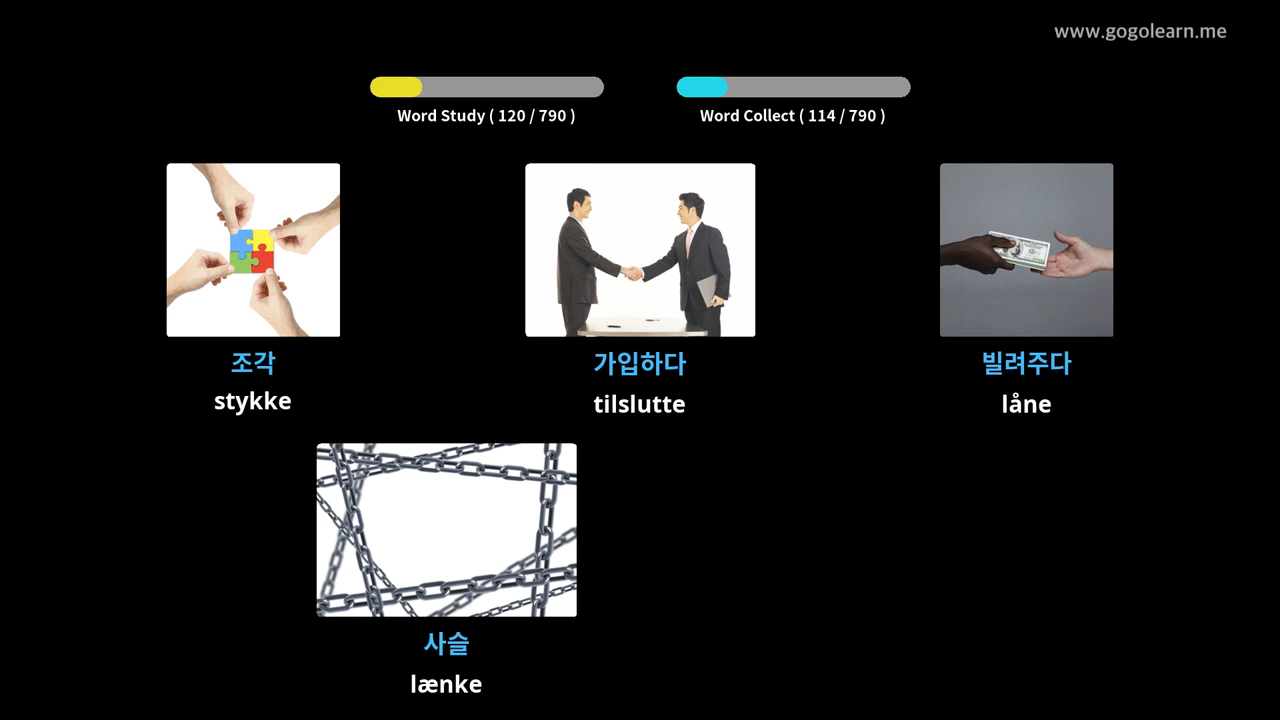 www.gogolearn.me
Word Study ( 120 / 790 )
Word Collect ( 114 / 790 )
조각
stykke
가입하다
tilslutte
빌려주다
låne
사슬
lænke